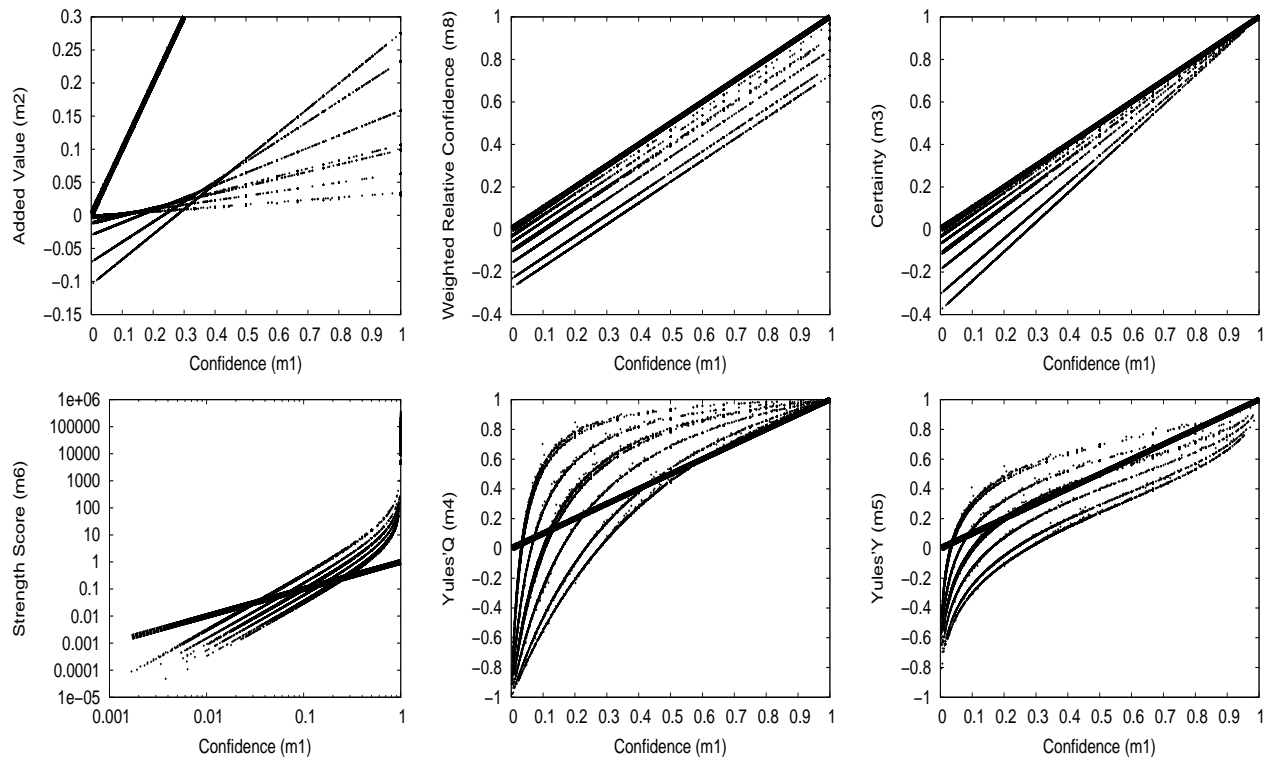 Added Value (m2)
0.3
0.25
0.2
0.15
0.1
0.05
0
−0.05
−0.1
−0.15
0 0.1 0.2 0.3 0.4 0.5 0.6 0.7 0.8 0.9 1
Confidence (m1)
Weighted Relative Confidence (m8)
1
0.8
0.6
0.4
0.2
0
−0.2
−0.4
0 0.1 0.2 0.3 0.4 0.5 0.6 0.7 0.8 0.9 1
Confidence (m1)
Certainty (m3)
1
0.8
0.6
0.4
0.2
0
−0.2
−0.4
0 0.1 0.2 0.3 0.4 0.5 0.6 0.7 0.8 0.9 1
Confidence (m1)
Strength Score (m6)
1e+06
100000
10000
1000
100
10
1
0.1
0.01
0.001
0.0001
1e−05
0.001 0.01 0.1 1
Confidence (m1)
Yules'Q (m4)
1
0.8
0.6
0.4
0.2
0
−0.2
−0.4
−0.6
−0.8
−1
0 0.1 0.2 0.3 0.4 0.5 0.6 0.7 0.8 0.9 1
Confidence (m1)
Yules'Y (m5)
1
0.8
0.6
0.4
0.2
0
−0.2
−0.4
−0.6
−0.8
−1
0 0.1 0.2 0.3 0.4 0.5 0.6 0.7 0.8 0.9 1
Confidence (m1)